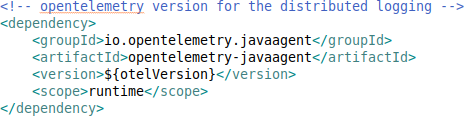 <!-- opentelemetry version for the distributed logging -->
<dependency>
    <groupId>io.opentelemetry.javaagent</groupId>
    <artifactId>opentelemetry-javaagent</artifactId>
    <version>${otelVersion}</version>
    <scope>runtime</scope>
</dependency>